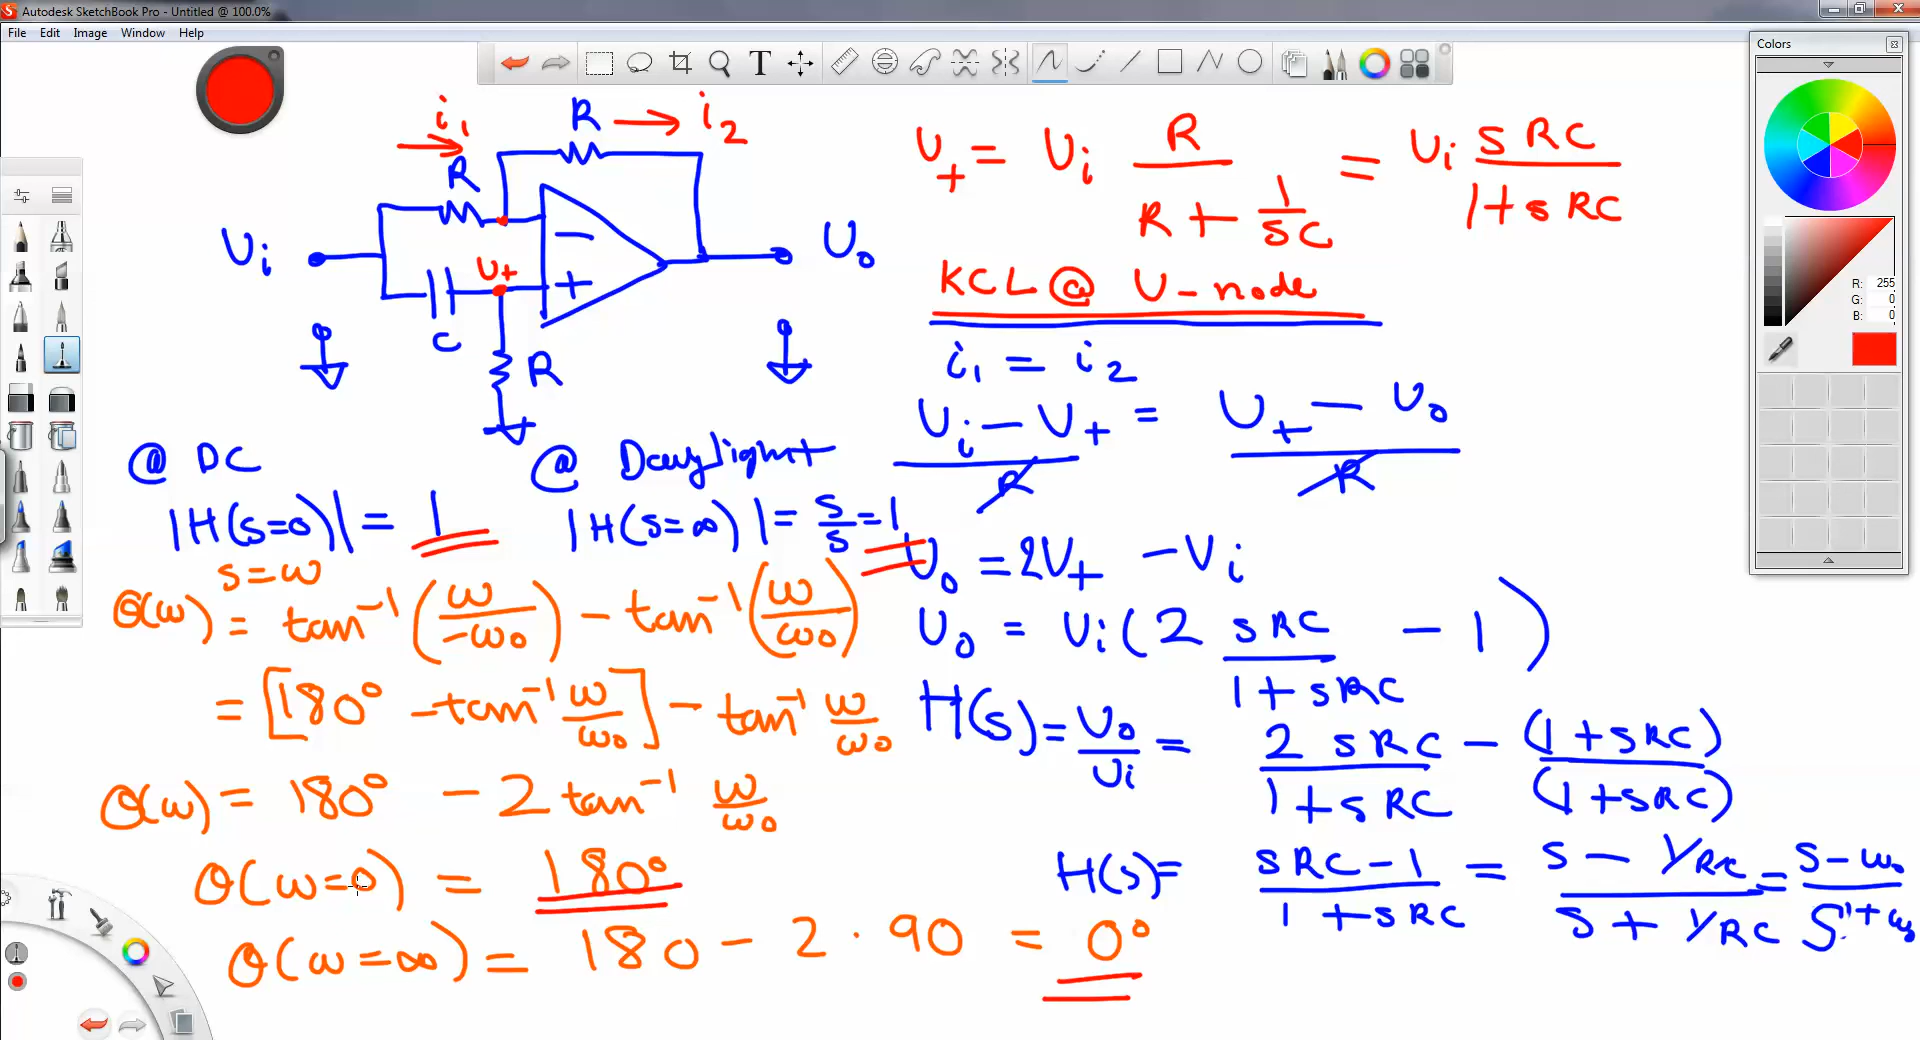 Autodesk SketchBook Pro - Untitled @ 100.0%
File Edit Image Window Help
T
Colors
R: 255
G: 0
B: 0
i1
R → i2
R
Vi
V+
−
+
C
R
Vo
V+ = Vi R / (R + 1/sC) = Vi sRC / (1+sRC)
KCL@ V-node
i1 = i2
(Vi − V+) / R = (V+ − Vo) / R
Vo = 2V+ − Vi
Vo = Vi (2 sRC / (1+sRC) − 1)
H(s) = Vo/Vi = 2sRC / (1+sRC) − (1+sRC) / (1+sRC)
H(s) = (sRC−1) / (1+sRC) = (s − 1/RC) / (s + 1/RC) = (s−ω0) / (s+ω0)
@ DC
|H(s=0)| = 1
@ Daylight
|H(s=∞)| = s/s = 1
s=ω
θ(ω) = tan⁻¹(ω/−ω0) − tan⁻¹(ω/ω0)
= [180° − tan⁻¹ ω/ω0] − tan⁻¹ ω/ω0
θ(ω) = 180° − 2 tan⁻¹ ω/ω0
θ(ω=0) = 180°
θ(ω=∞) = 180 − 2·90 = 0°